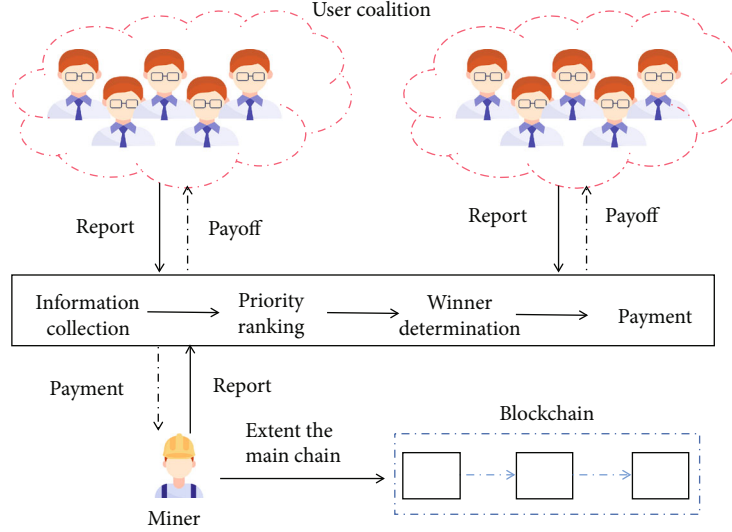 User coalition
Report
Payoff
Report
Payoff
Information
collection
Priority
ranking
Winner
determination
Payment
Payment
Report
Extent the
main chain
Blockchain
Miner